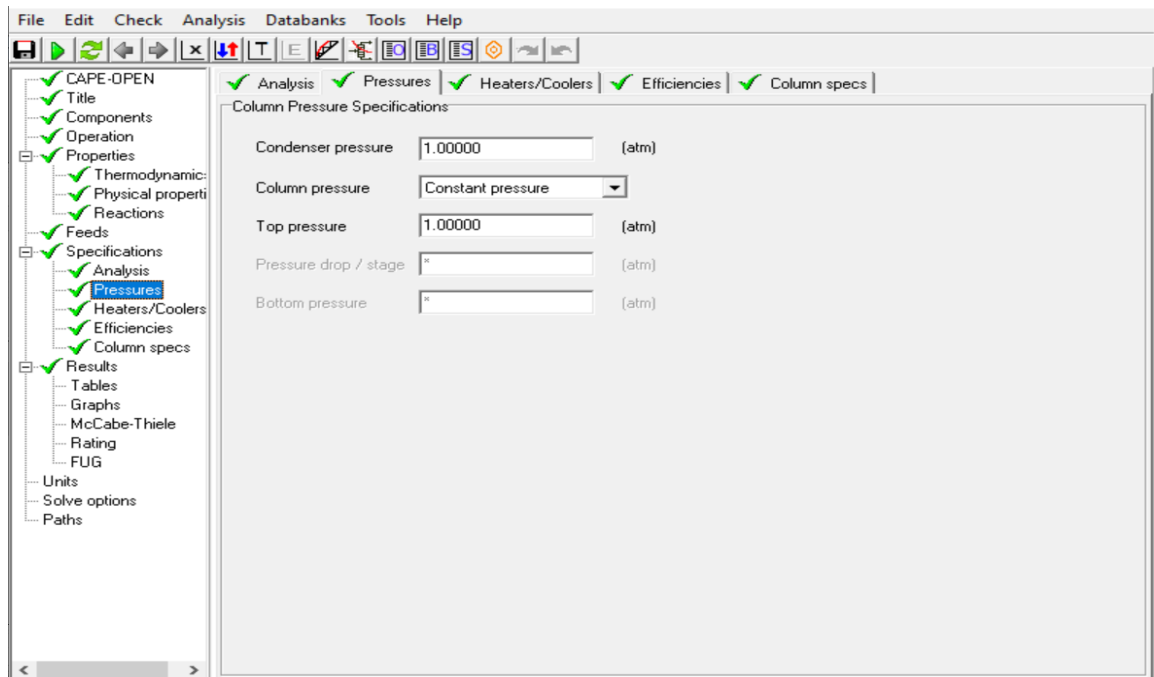 File Edit Check Analysis Databanks Tools Help
T E O B S
CAPE-OPEN
Title
Components
Operation
Properties
Thermodynamic:
Physical properti
Reactions
Feeds
Specifications
Analysis
Pressures
Heaters/Coolers
Efficiencies
Column specs
Results
Tables
Graphs
McCabe-Thiele
Rating
FUG
Units
Solve options
Paths
Analysis Pressures Heaters/Coolers Efficiencies Column specs
Column Pressure Specifications
Condenser pressure 1.00000 (atm)
Column pressure Constant pressure
Top pressure 1.00000 (atm)
Pressure drop / stage * (atm)
Bottom pressure * (atm)